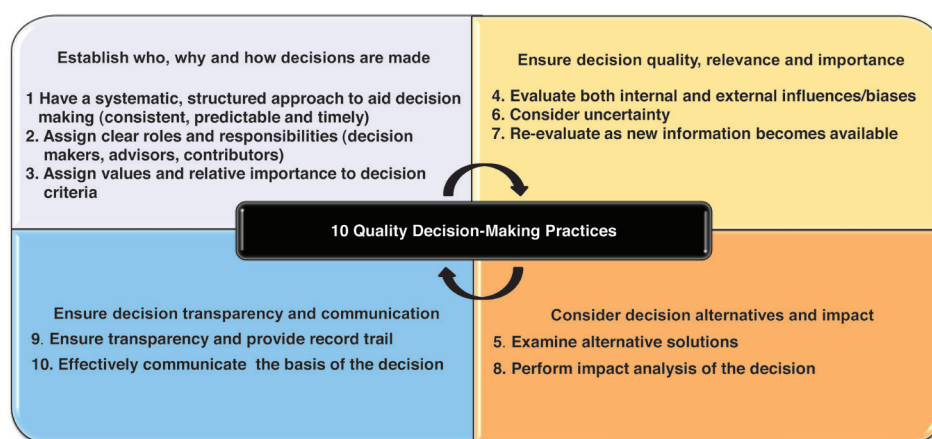 Establish who, why and how decisions are made
1 Have a systematic, structured approach to aid decision
making (consistent, predictable and timely)
2. Assign clear roles and responsibilities (decision
makers, advisors, contributors)
3. Assign values and relative importance to decision
criteria
Ensure decision quality, relevance and importance
4. Evaluate both internal and external influences/biases
6. Consider uncertainty
7. Re-evaluate as new information becomes available
10 Quality Decision-Making Practices
Ensure decision transparency and communication
9. Ensure transparency and provide record trail
10. Effectively communicate the basis of the decision
Consider decision alternatives and impact
5. Examine alternative solutions
8. Perform impact analysis of the decision